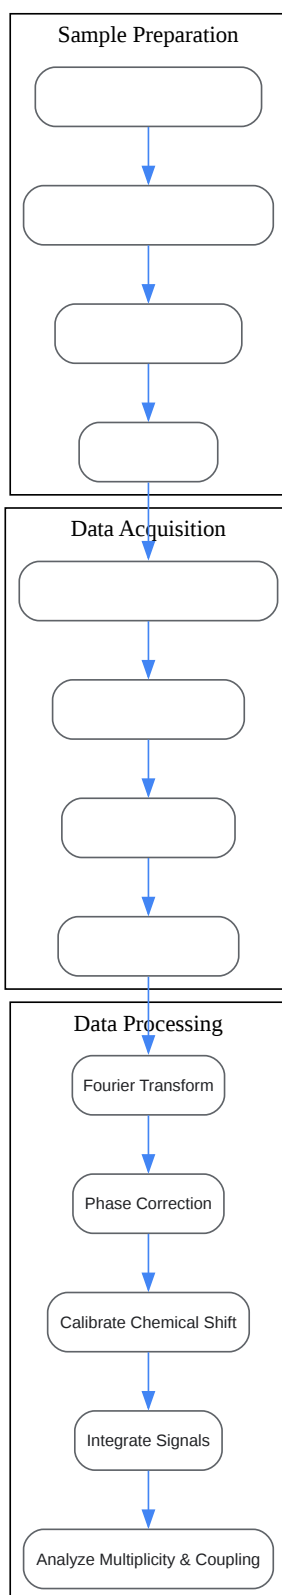 Sample Preparation
Data Acquisition
Data Processing
Fourier Transform
Phase Correction
Calibrate Chemical Shift
Integrate Signals
Analyze Multiplicity & Coupling